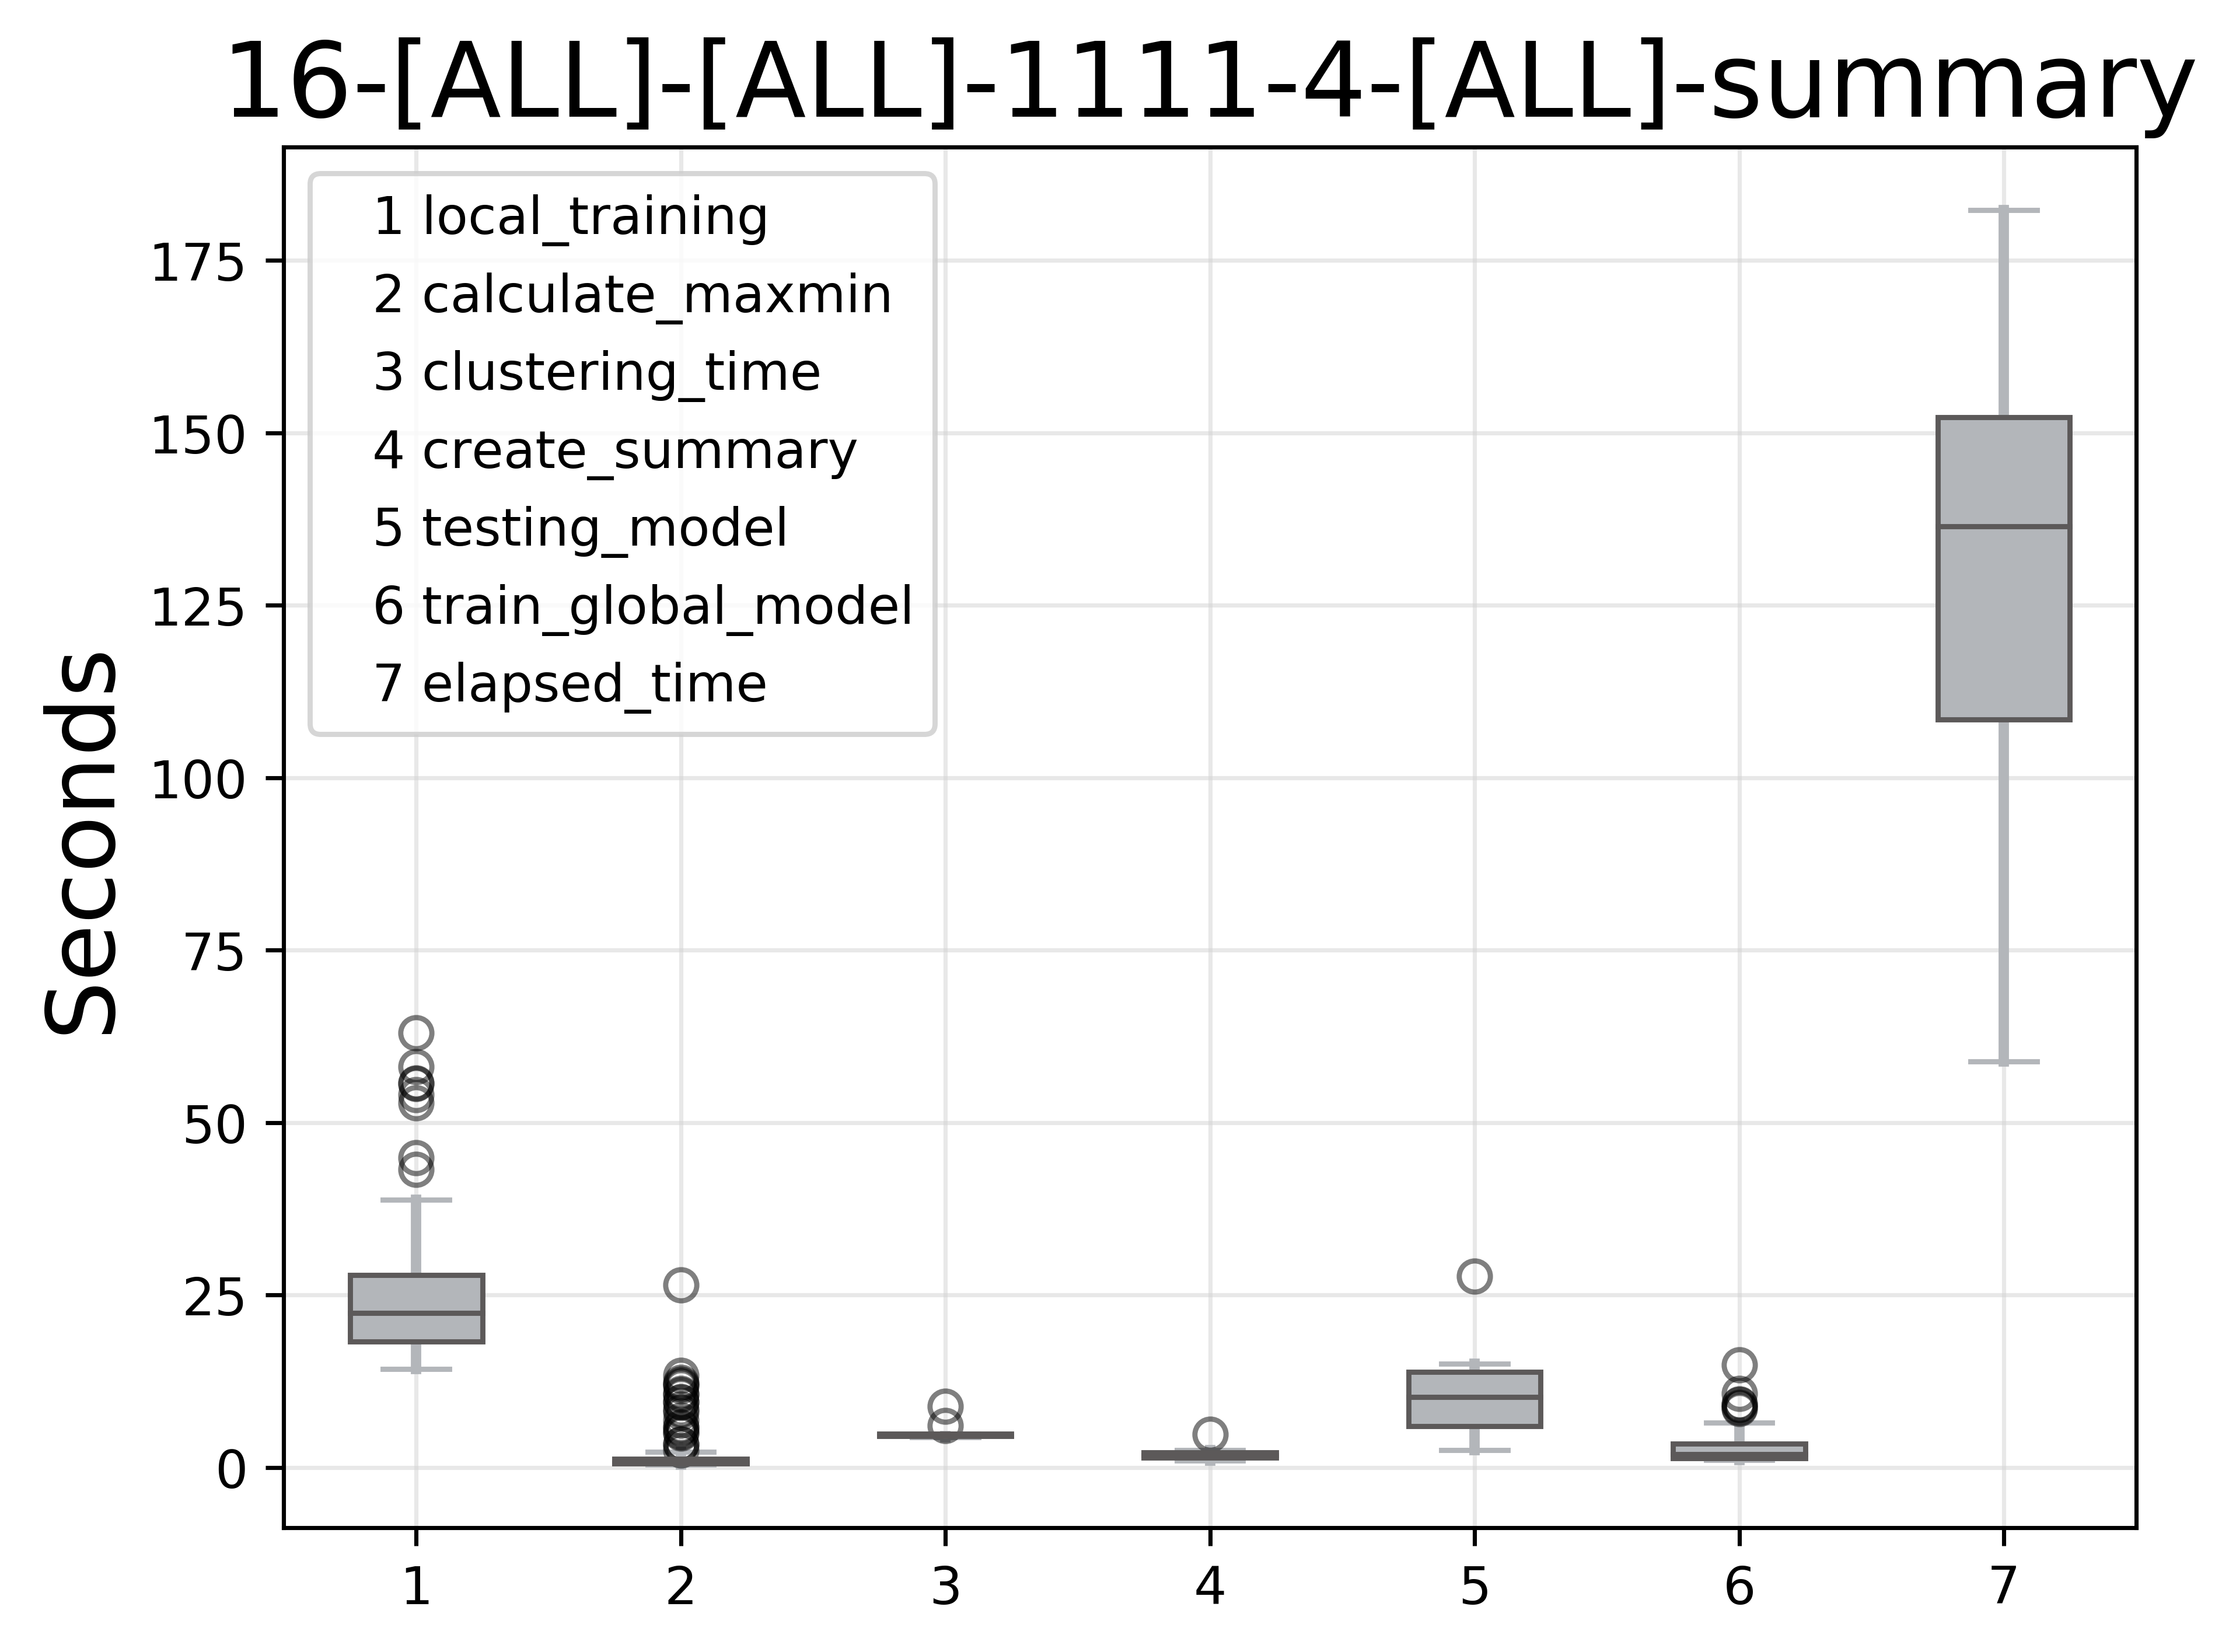 16-[ALL]-[ALL]-1111-4-[ALL]-summary
1 local_training
2 calculate_maxmin
3 clustering_time
4 create_summary
5 testing_model
6 train_global_model
7 elapsed_time
Seconds
175
150
125
100
75
50
25
0
1 2 3 4 5 6 7